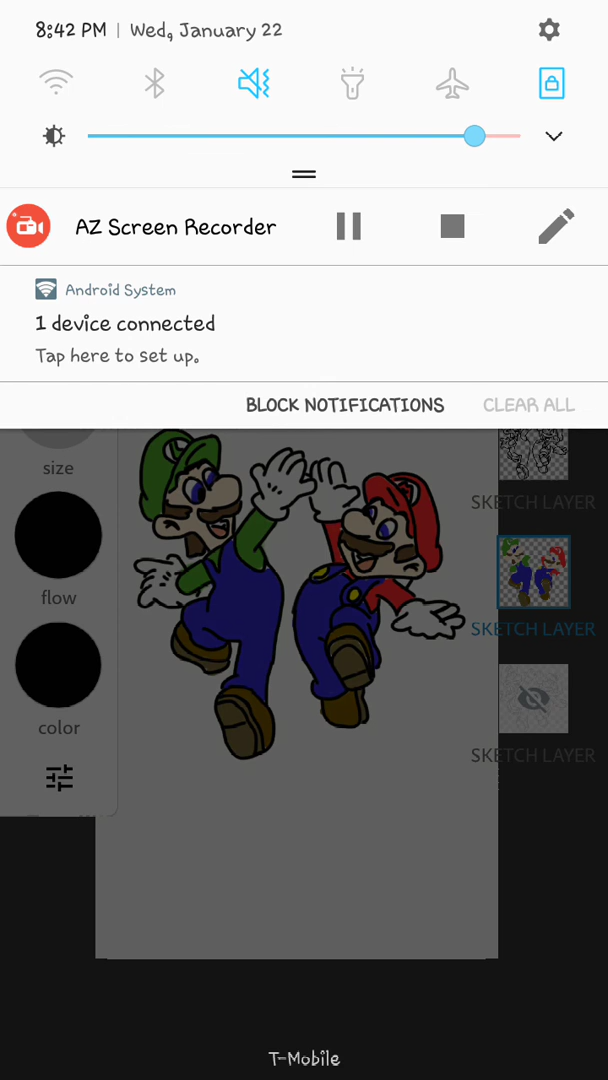 8:42 PM | Wed, January 22
AZ Screen Recorder
Android System
1 device connected
Tap here to set up.
BLOCK NOTIFICATIONS CLEAR ALL
size
SKETCH LAYER
flow
SKETCH LAYER
color
SKETCH LAYER
T-Mobile